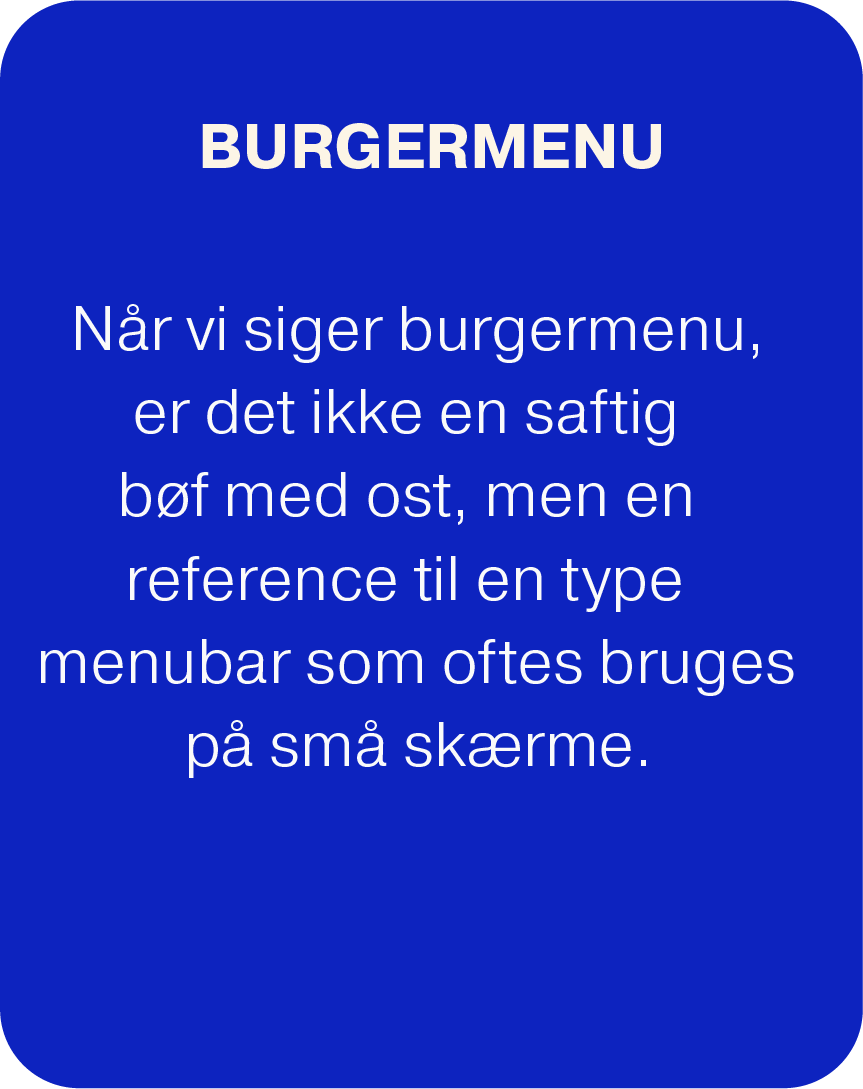 BURGERMENU
Når vi siger burgermenu,
er det ikke en saftig
bøf med ost, men en
reference til en type
menubar som oftes bruges
på små skærme.